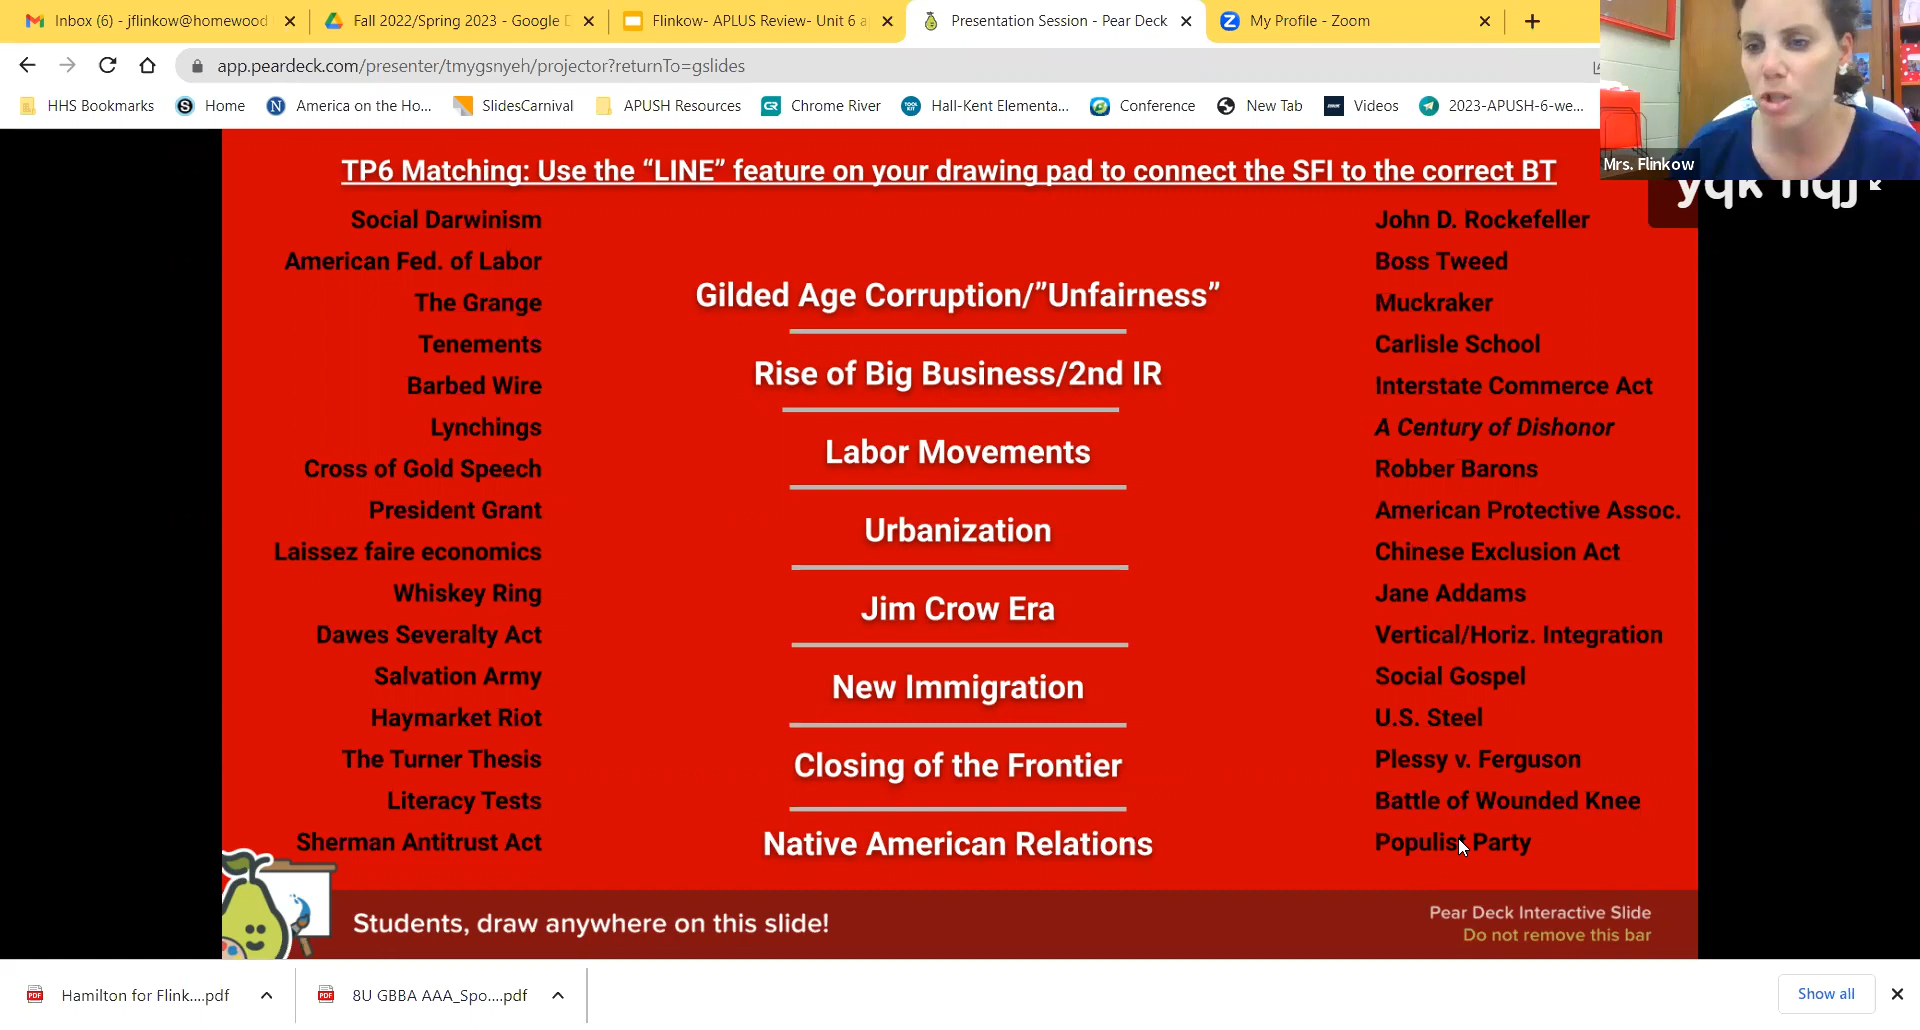 Inbox (6) - jflinkow@homewood
Fall 2022/Spring 2023 - Google D
Flinkow- APLUS Review- Unit 6 a
Presentation Session - Pear Deck
My Profile - Zoom
app.peardeck.com/presenter/tmygsnyeh/projector?returnTo=gslides
HHS Bookmarks
Home
America on the Ho...
SlidesCarnival
APUSH Resources
Chrome River
Hall-Kent Elementa...
Conference
New Tab
Videos
2023-APUSH-6-we...
Mrs. Flinkow
TP6 Matching: Use the “LINE” feature on your drawing pad to connect the SFI to the correct BT
Social Darwinism
American Fed. of Labor
The Grange
Tenements
Barbed Wire
Lynchings
Cross of Gold Speech
President Grant
Laissez faire economics
Whiskey Ring
Dawes Severalty Act
Salvation Army
Haymarket Riot
The Turner Thesis
Literacy Tests
Sherman Antitrust Act
Gilded Age Corruption/”Unfairness”
Rise of Big Business/2nd IR
Labor Movements
Urbanization
Jim Crow Era
New Immigration
Closing of the Frontier
Native American Relations
John D. Rockefeller
Boss Tweed
Muckraker
Carlisle School
Interstate Commerce Act
A Century of Dishonor
Robber Barons
American Protective Assoc.
Chinese Exclusion Act
Jane Addams
Vertical/Horiz. Integration
Social Gospel
U.S. Steel
Plessy v. Ferguson
Battle of Wounded Knee
Populist Party
Students, draw anywhere on this slide!
Pear Deck Interactive Slide
Do not remove this bar
Hamilton for Flink....pdf
8U GBBA AAA_Spo....pdf
Show all